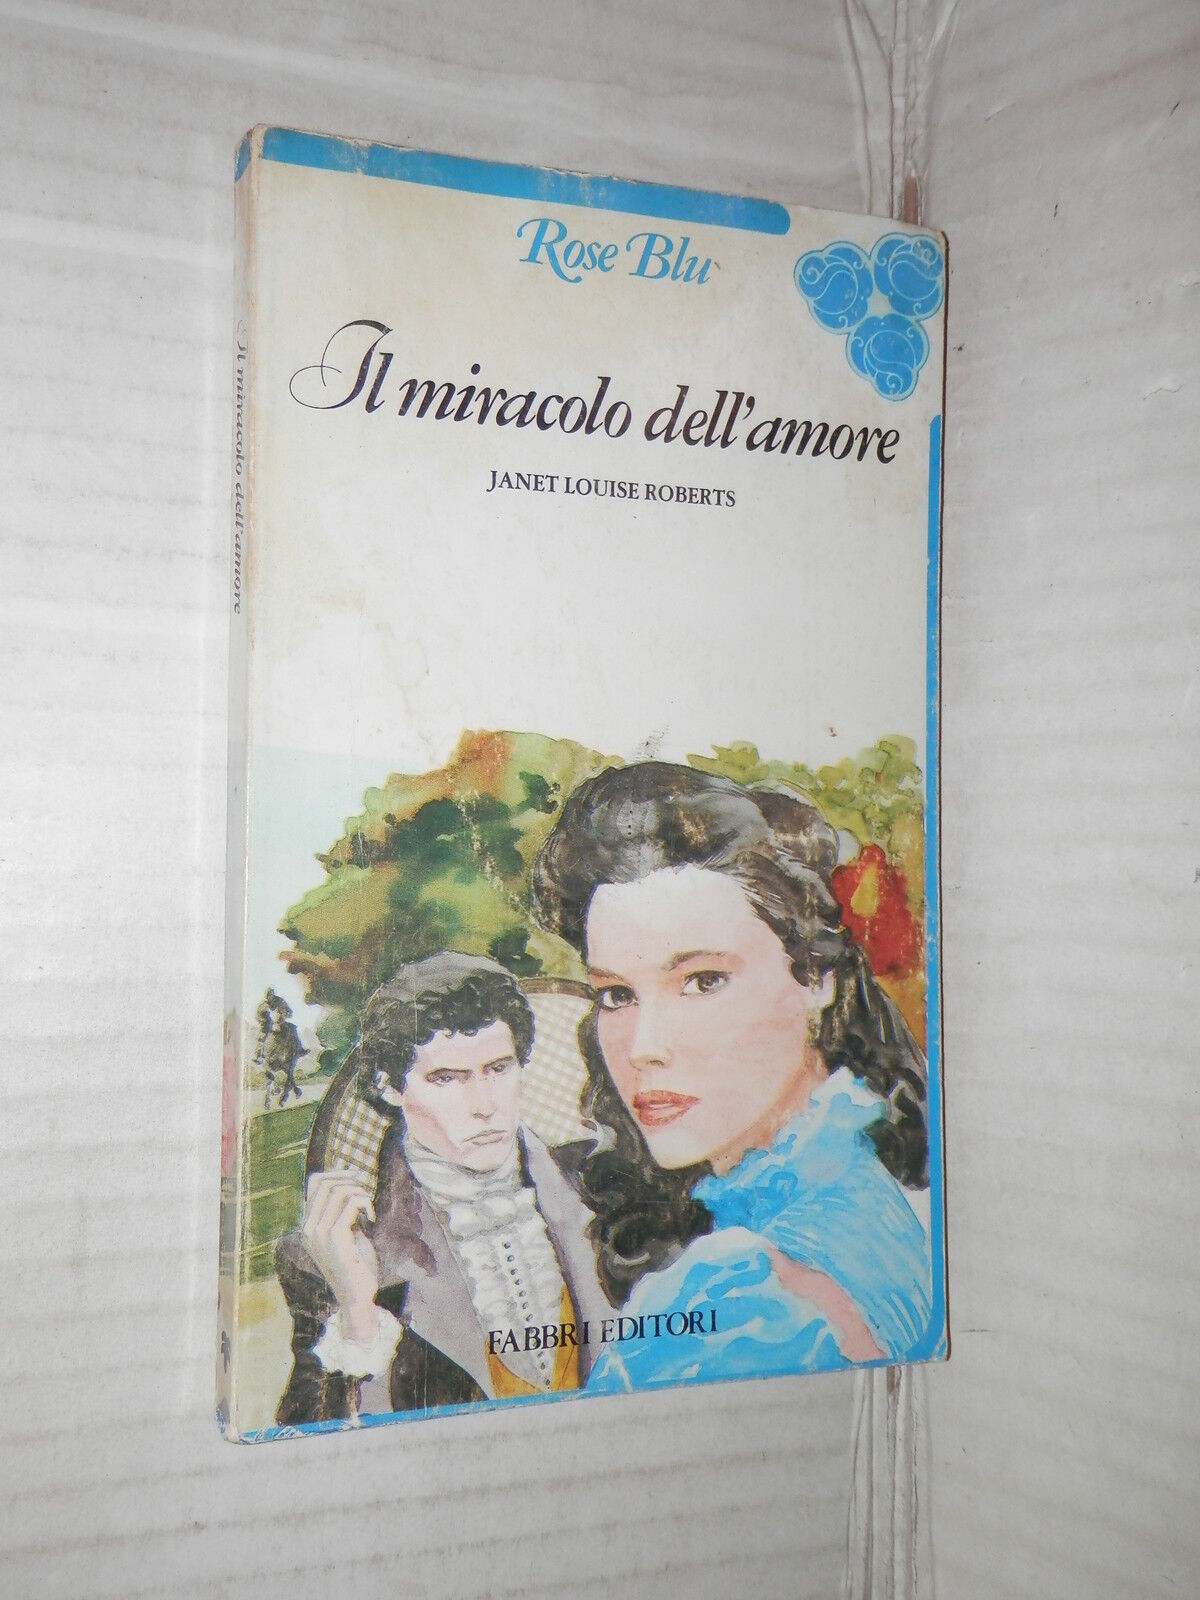 Rose Blu
Il miracolo dell'amore
JANET LOUISE ROBERTS
FABBRI EDITORI
Il miracolo dell'amore